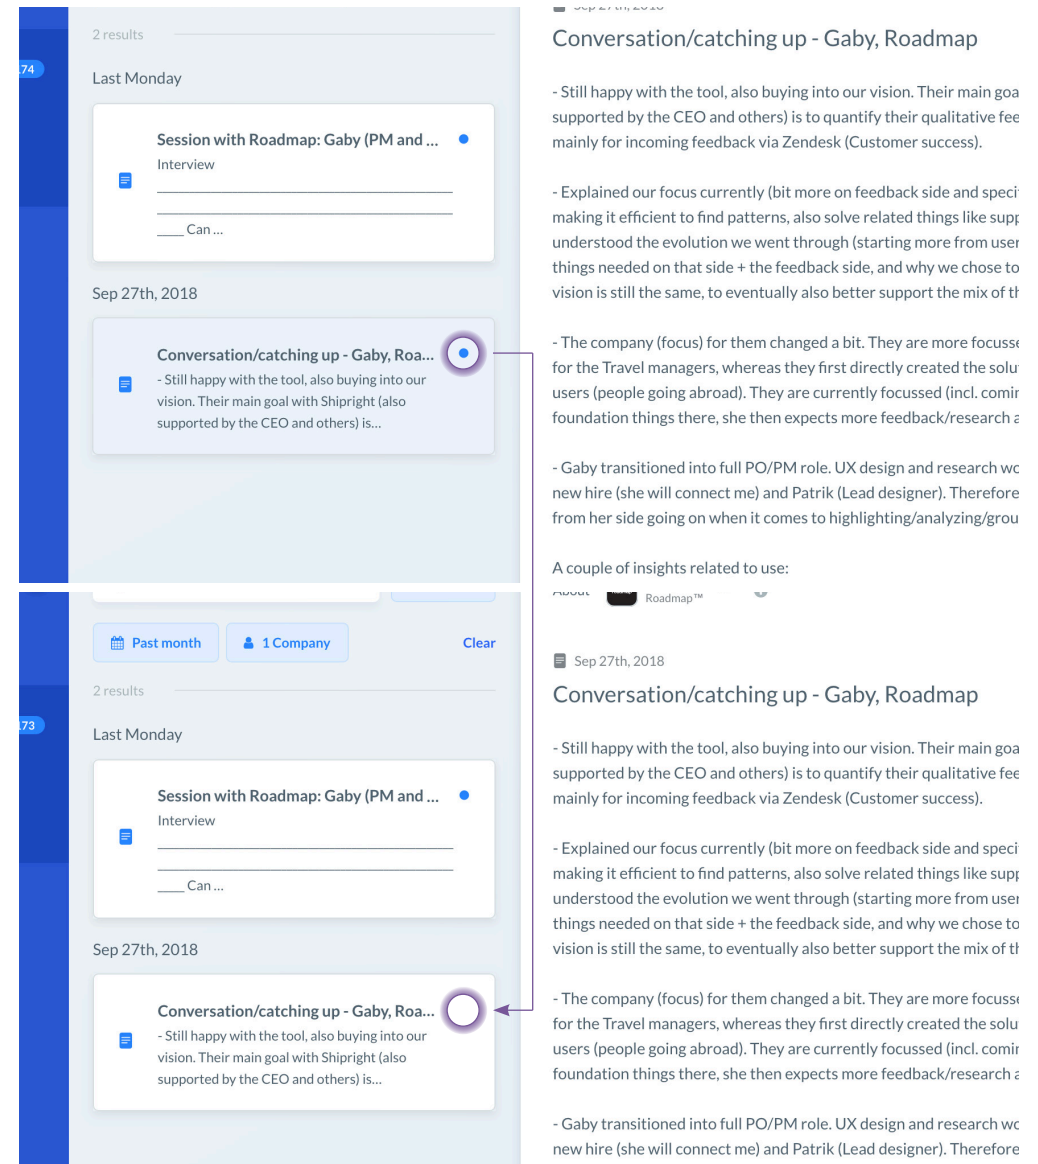 2 results
Last Monday
174
Session with Roadmap: Gaby (PM and ...
Interview
____ Can ...
Sep 27th, 2018
Conversation/catching up - Gaby, Roa...
- Still happy with the tool, also buying into our
vision. Their main goal with Shipright (also
supported by the CEO and others) is...
Sep 27th, 2018
Conversation/catching up - Gaby, Roadmap
- Still happy with the tool, also buying into our vision. Their main goa
supported by the CEO and others) is to quantify their qualitative fee
mainly for incoming feedback via Zendesk (Customer success).
- Explained our focus currently (bit more on feedback side and speci
making it efficient to find patterns, also solve related things like supp
understood the evolution we went through (starting more from user
things needed on that side + the feedback side, and why we chose to
vision is still the same, to eventually also better support the mix of th
- The company (focus) for them changed a bit. They are more focusse
for the Travel managers, whereas they first directly created the solu
users (people going abroad). They are currently focussed (incl. comin
foundation things there, she then expects more feedback/research a
- Gaby transitioned into full PO/PM role. UX design and research wo
new hire (she will connect me) and Patrik (Lead designer). Therefore
from her side going on when it comes to highlighting/analyzing/grou
A couple of insights related to use:
Past month
1 Company
Clear
2 results
Last Monday
173
Session with Roadmap: Gaby (PM and ...
Interview
____ Can ...
Sep 27th, 2018
Conversation/catching up - Gaby, Roa...
- Still happy with the tool, also buying into our
vision. Their main goal with Shipright (also
supported by the CEO and others) is...
About
Roadmap™
Sep 27th, 2018
Conversation/catching up - Gaby, Roadmap
- Still happy with the tool, also buying into our vision. Their main goa
supported by the CEO and others) is to quantify their qualitative fee
mainly for incoming feedback via Zendesk (Customer success).
- Explained our focus currently (bit more on feedback side and speci
making it efficient to find patterns, also solve related things like supp
understood the evolution we went through (starting more from user
things needed on that side + the feedback side, and why we chose to
vision is still the same, to eventually also better support the mix of th
- The company (focus) for them changed a bit. They are more focusse
for the Travel managers, whereas they first directly created the solu
users (people going abroad). They are currently focussed (incl. comin
foundation things there, she then expects more feedback/research a
- Gaby transitioned into full PO/PM role. UX design and research wo
new hire (she will connect me) and Patrik (Lead designer). Therefore